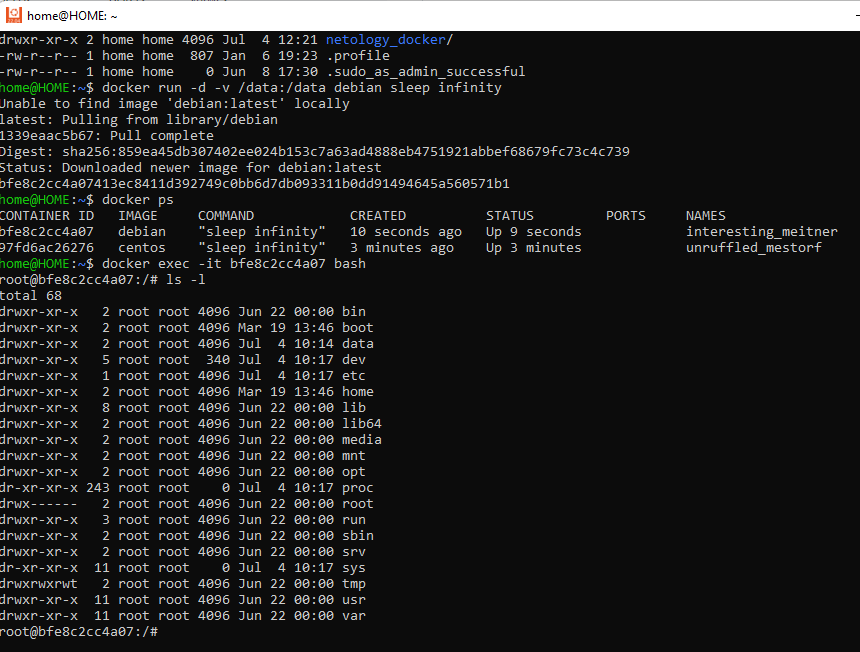 home@HOME: ~
drwxr-xr-x 2 home home 4096 Jul  4 12:21 netology_docker/
-rw-r--r-- 1 home home  807 Jan  6 19:23 .profile
-rw-r--r-- 1 home home    0 Jun  8 17:30 .sudo_as_admin_successful
home@HOME:~$ docker run -d -v /data:/data debian sleep infinity
Unable to find image 'debian:latest' locally
latest: Pulling from library/debian
1339eaac5b67: Pull complete
Digest: sha256:859ea45db307402ee024b153c7a63ad4888eb4751921abbef68679fc73c4c739
Status: Downloaded newer image for debian:latest
bfe8c2cc4a07413ec8411d392749c0bb6d7db093311b0dd91494645a560571b1
home@HOME:~$ docker ps
CONTAINER ID   IMAGE     COMMAND            CREATED          STATUS         PORTS     NAMES
bfe8c2cc4a07   debian    "sleep infinity"   10 seconds ago   Up 9 seconds             interesting_meitner
97fd6ac26276   centos    "sleep infinity"   3 minutes ago    Up 3 minutes             unruffled_mestorf
home@HOME:~$ docker exec -it bfe8c2cc4a07 bash
root@bfe8c2cc4a07:/# ls -l
total 68
drwxr-xr-x   2 root root 4096 Jun 22 00:00 bin
drwxr-xr-x   2 root root 4096 Mar 19 13:46 boot
drwxr-xr-x   2 root root 4096 Jul  4 10:14 data
drwxr-xr-x   5 root root  340 Jul  4 10:17 dev
drwxr-xr-x   1 root root 4096 Jul  4 10:17 etc
drwxr-xr-x   2 root root 4096 Mar 19 13:46 home
drwxr-xr-x   8 root root 4096 Jun 22 00:00 lib
drwxr-xr-x   2 root root 4096 Jun 22 00:00 lib64
drwxr-xr-x   2 root root 4096 Jun 22 00:00 media
drwxr-xr-x   2 root root 4096 Jun 22 00:00 mnt
drwxr-xr-x   2 root root 4096 Jun 22 00:00 opt
dr-xr-xr-x 243 root root    0 Jul  4 10:17 proc
drwx------   2 root root 4096 Jun 22 00:00 root
drwxr-xr-x   3 root root 4096 Jun 22 00:00 run
drwxr-xr-x   2 root root 4096 Jun 22 00:00 sbin
drwxr-xr-x   2 root root 4096 Jun 22 00:00 srv
dr-xr-xr-x  11 root root    0 Jul  4 10:17 sys
drwxrwxrwt   2 root root 4096 Jun 22 00:00 tmp
drwxr-xr-x  11 root root 4096 Jun 22 00:00 usr
drwxr-xr-x  11 root root 4096 Jun 22 00:00 var
root@bfe8c2cc4a07:/#